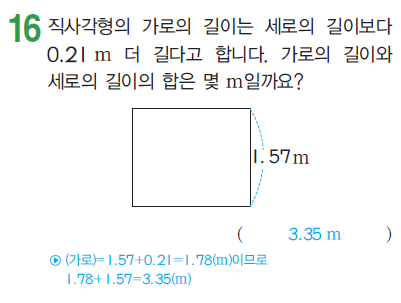 16 직사각형의 가로의 길이는 세로의 길이보다
0.21 m 더 길다고 합니다. 가로의 길이와
세로의 길이의 합은 몇 m일까요?
1.57 m
( 3.35 m )
▶ (가로)=1.57+0.21=1.78(m)이므로
1.78+1.57=3.35(m)